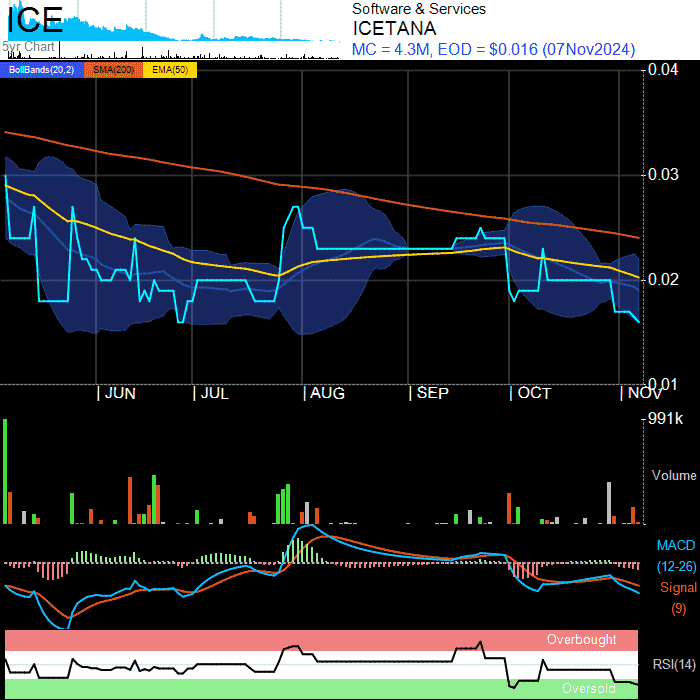 ICE
5yr Chart
Software & Services
ICETANA
MC = 4.3M, EOD = $0.016 (07Nov2024)
BollBands(20,2) SMA(200) EMA(50)
0.04
0.03
0.02
0.01
JUN JUL AUG SEP OCT NOV
991k
Volume
MACD
(12-26)
Signal
(9)
Overbought
RSI(14)
Oversold